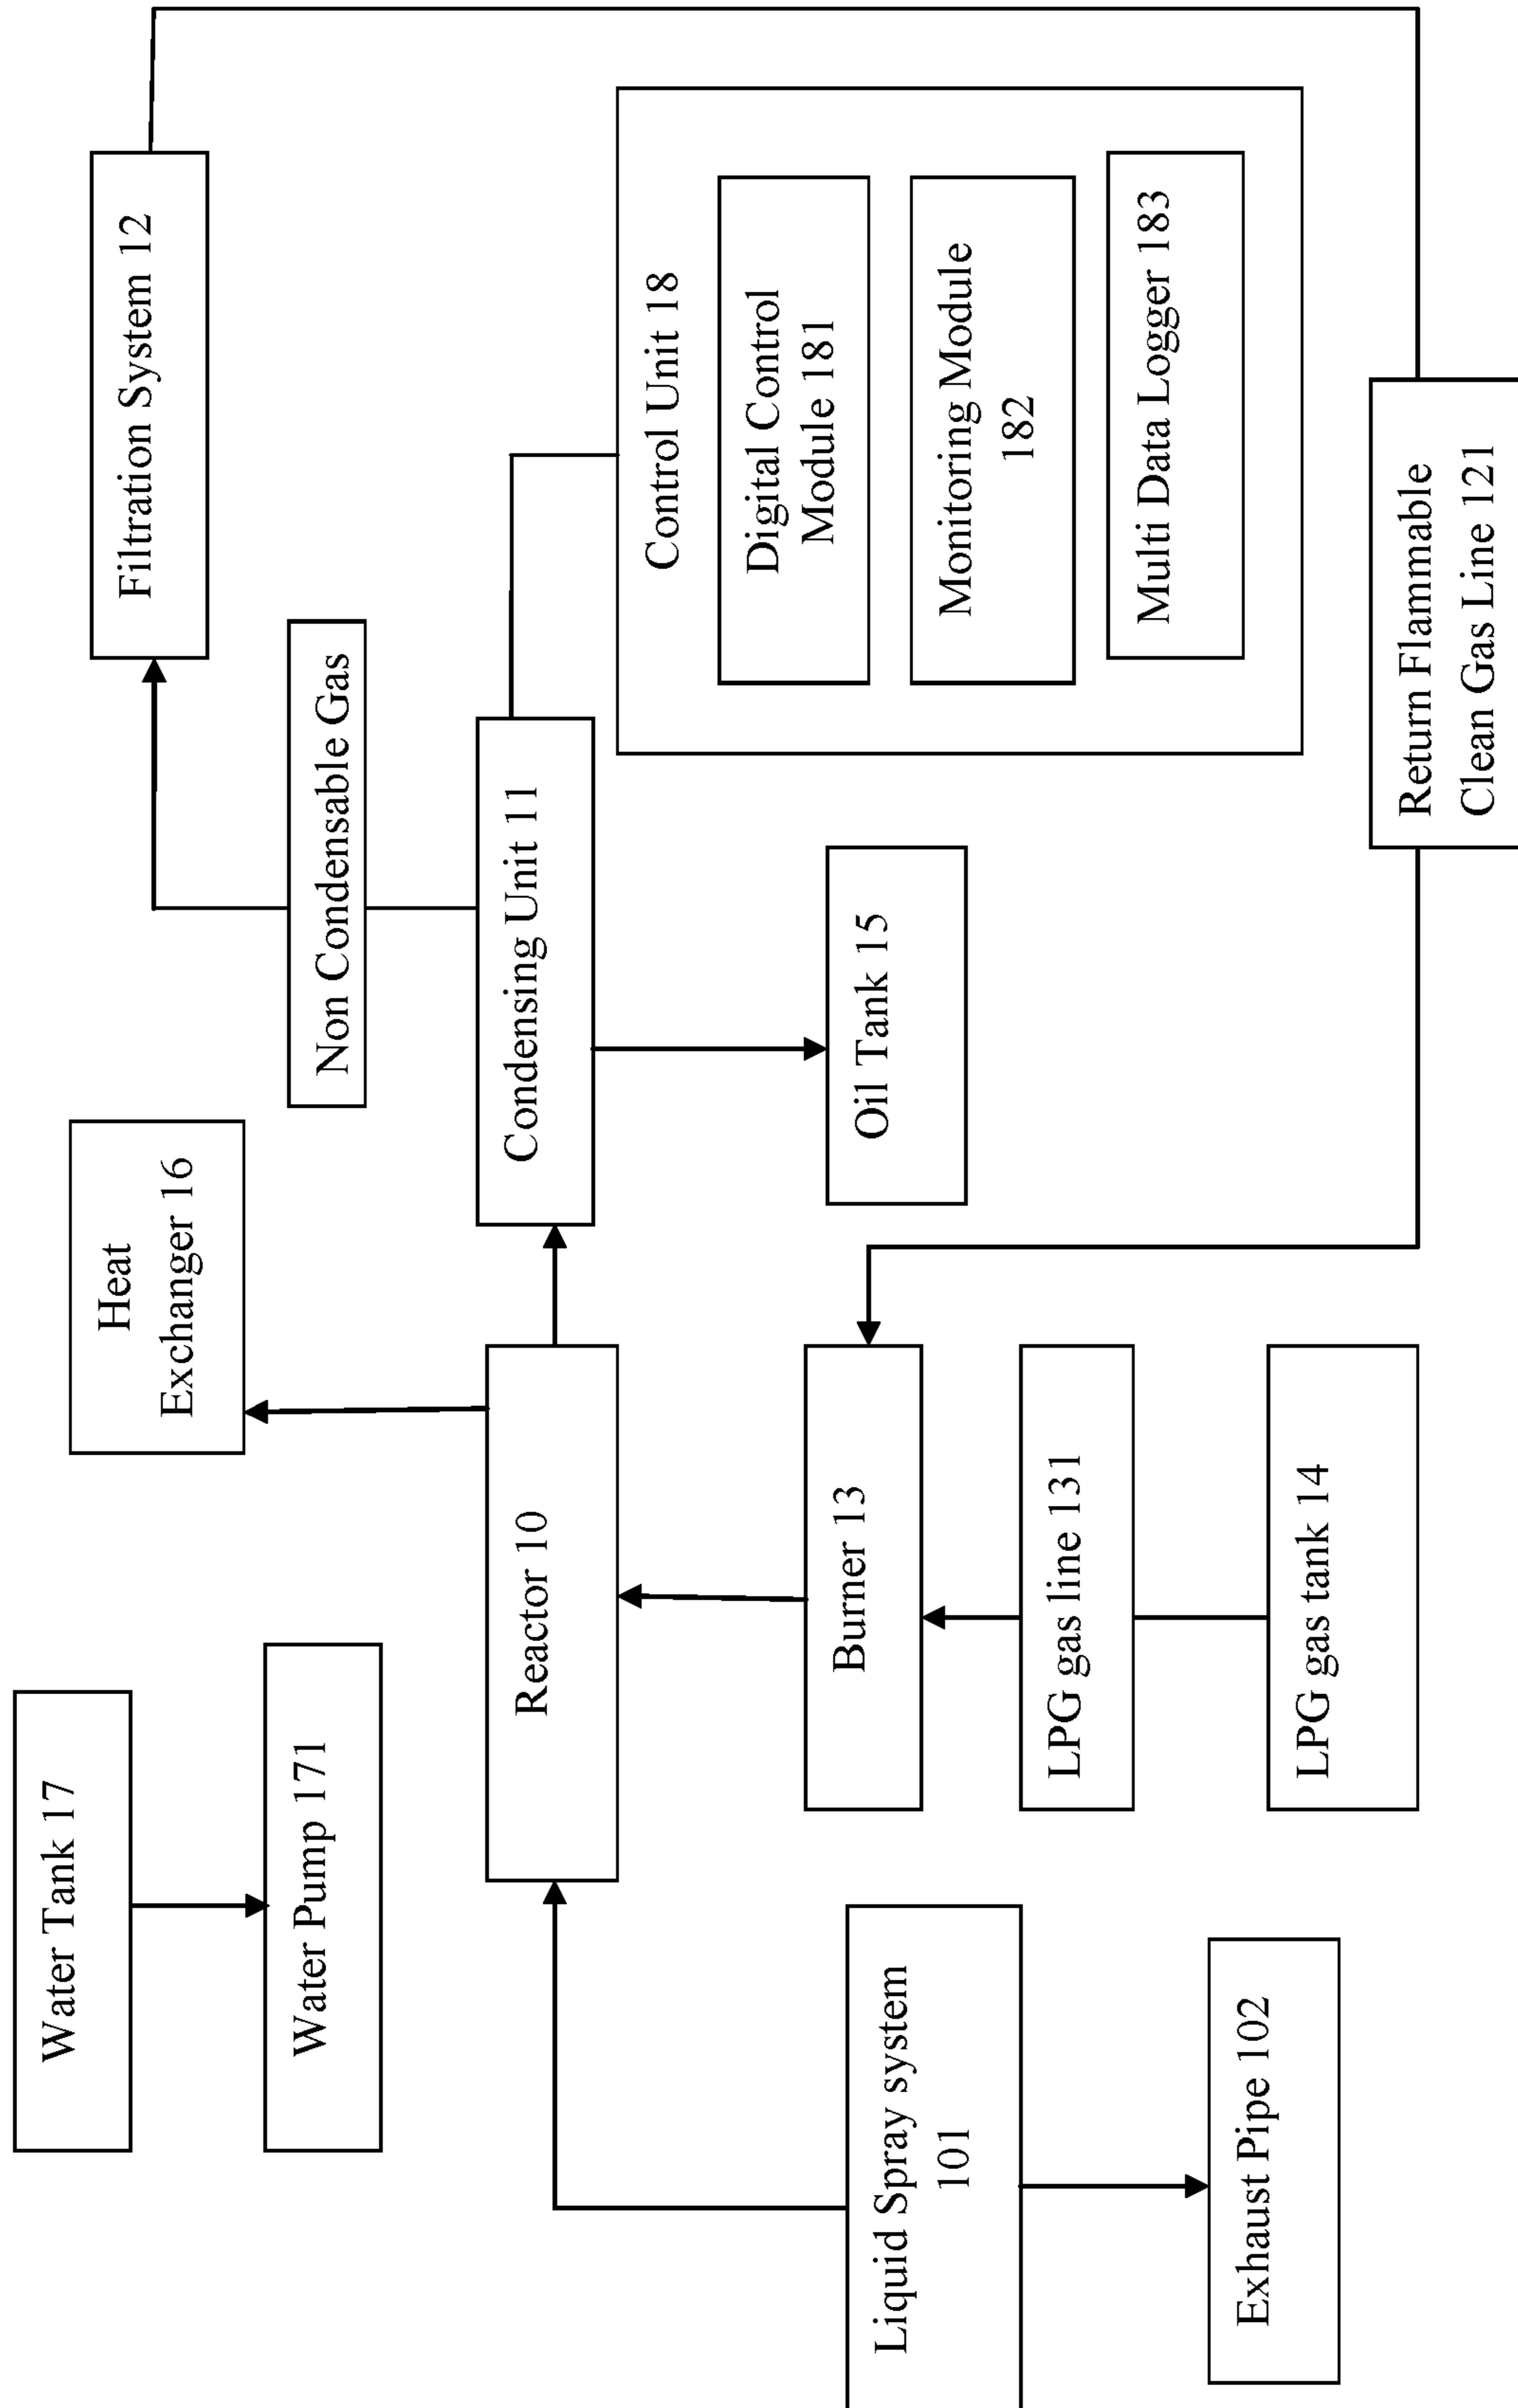 Water Tank 17
Water Pump 171
Heat
Exchanger 16
Non Condensable Gas
Filtration System 12
Reactor 10
Condensing Unit 11
Control Unit 18
Digital Control
Module 181
Monitoring Module
182
Multi Data Logger 183
Liquid Spray system
101
Burner 13
Oil Tank 15
LPG gas line 131
Exhaust Pipe 102
LPG gas tank 14
Return Flammable
Clean Gas Line 121